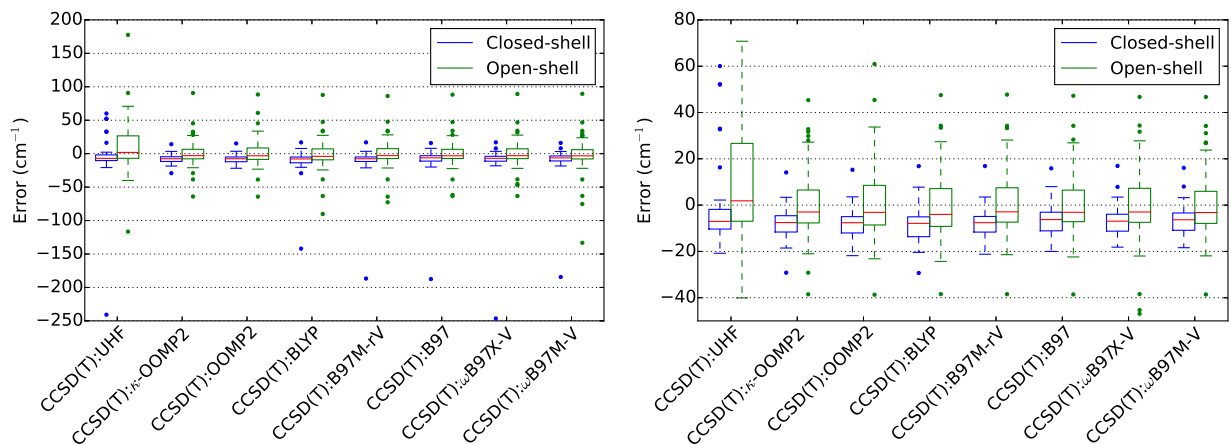 200
150
100
50
0
−50
−100
−150
−200
−250
Error (cm⁻¹)
Closed-shell
Open-shell
CCSD(T):UHF
CCSD(T):κ-OOMP2
CCSD(T):OOMP2
CCSD(T):BLYP
CCSD(T):B97M-rV
CCSD(T):B97
CCSD(T):ωB97X-V
CCSD(T):ωB97M-V
80
60
40
20
0
−20
−40
Error (cm⁻¹)
Closed-shell
Open-shell
CCSD(T):UHF
CCSD(T):κ-OOMP2
CCSD(T):OOMP2
CCSD(T):BLYP
CCSD(T):B97M-rV
CCSD(T):B97
CCSD(T):ωB97X-V
CCSD(T):ωB97M-V